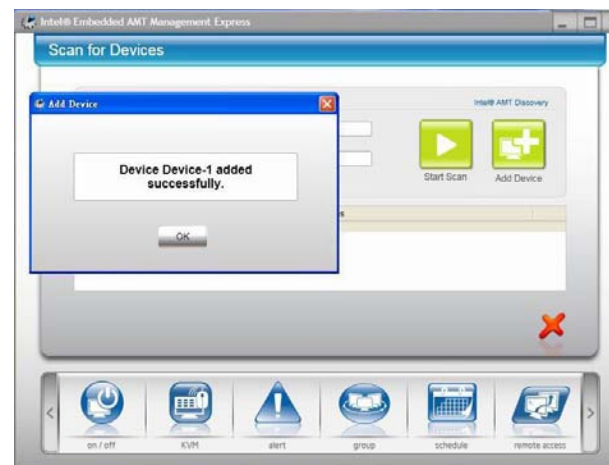 Intel® Embedded AMT Management Express
Scan for Devices
Add Device
Intel® AMT Discovery
Device Device-1 added
successfully.
OK
Start Scan
Add Device
on / off
KVM
alert
group
schedule
remote access